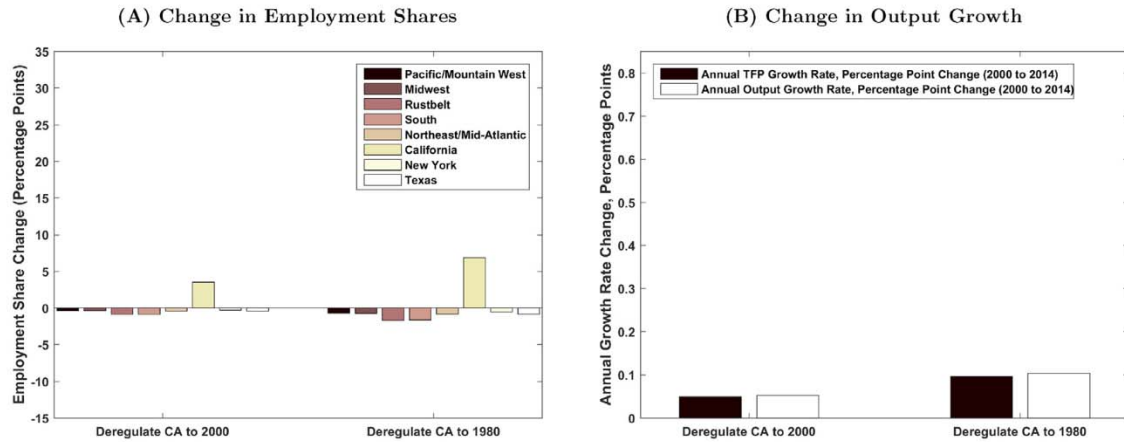 (A) Change in Employment Shares
Employment Share Change (Percentage Points)
35
30
25
20
15
10
5
0
-5
-10
-15
Pacific/Mountain West
Midwest
Rustbelt
South
Northeast/Mid-Atlantic
California
New York
Texas
Deregulate CA to 2000
Deregulate CA to 1980
(B) Change in Output Growth
Annual Growth Rate Change, Percentage Points
0.8
0.7
0.6
0.5
0.4
0.3
0.2
0.1
0
Annual TFP Growth Rate, Percentage Point Change (2000 to 2014)
Annual Output Growth Rate, Percentage Point Change (2000 to 2014)
Deregulate CA to 2000
Deregulate CA to 1980